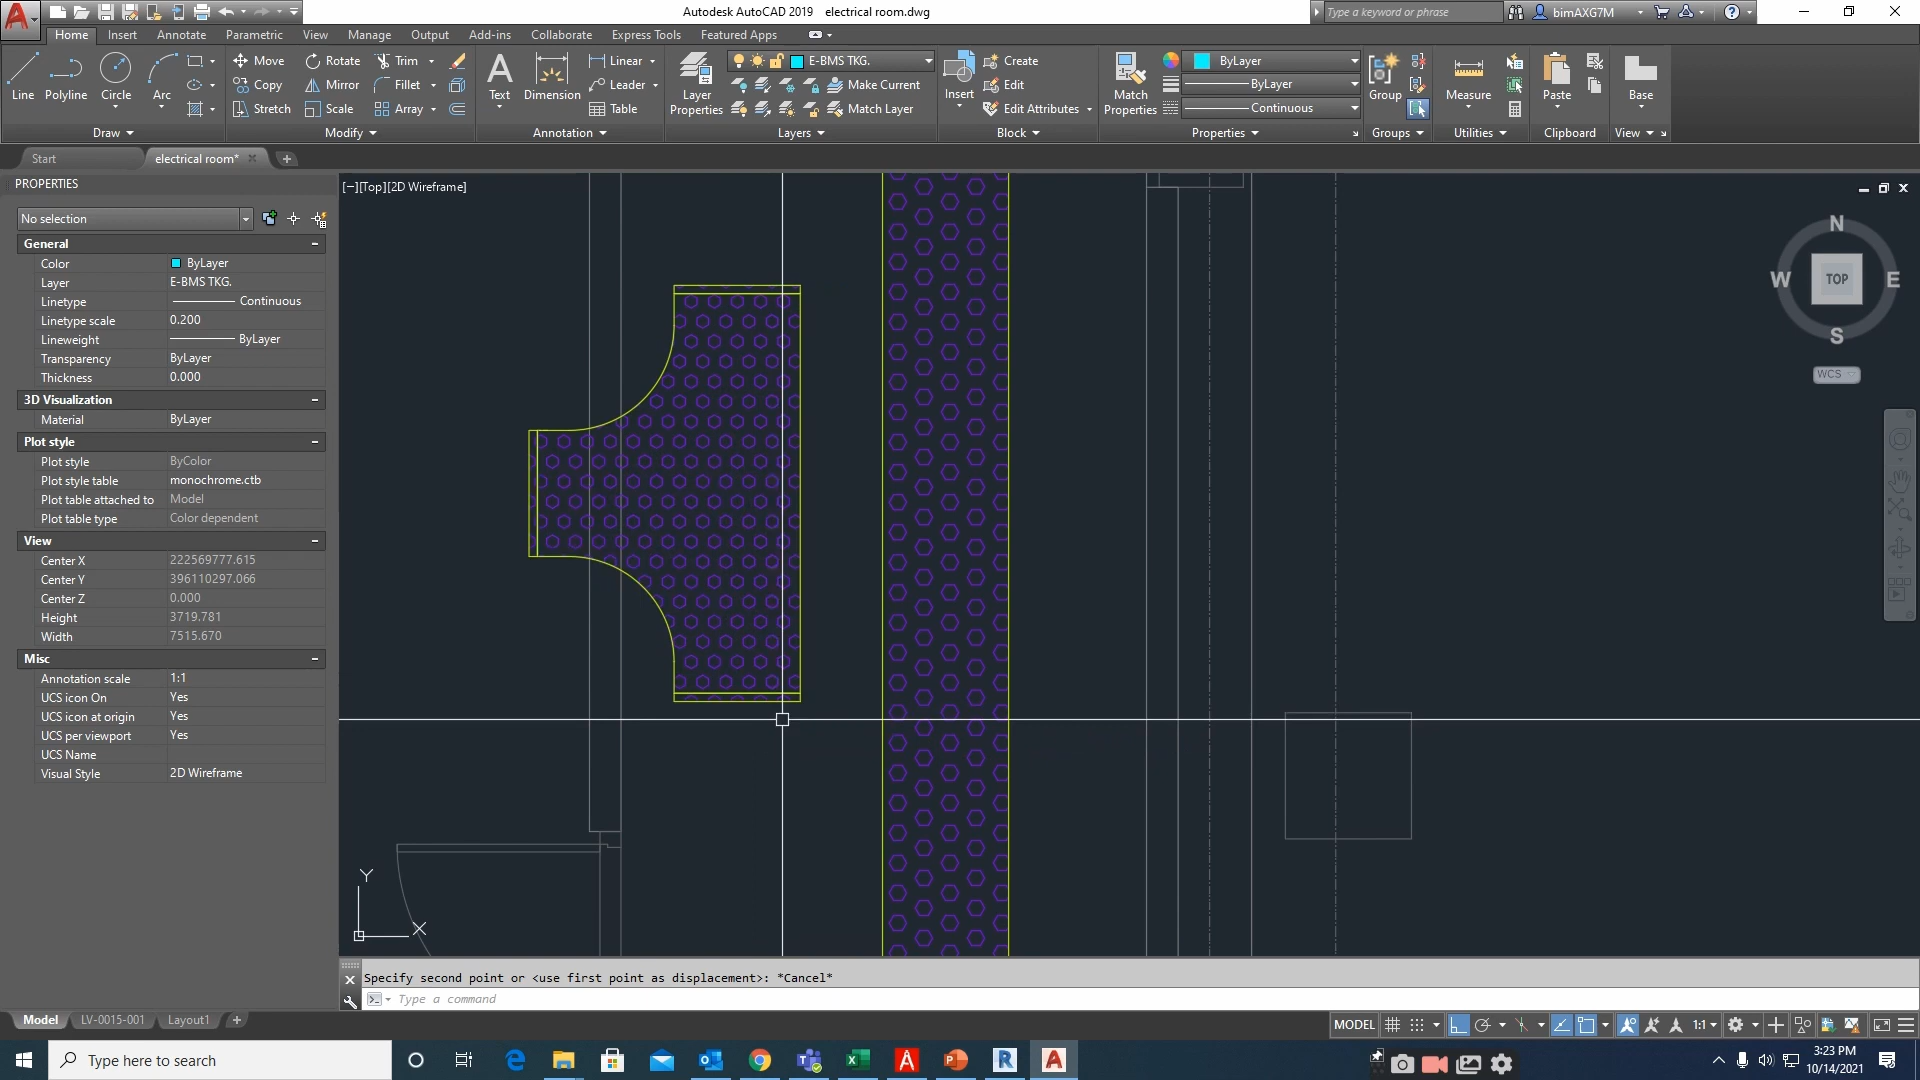 Autodesk AutoCAD 2019 electrical room.dwg
Type a keyword or phrase
bimAXG7M
Home Insert Annotate Parametric View Manage Output Add-ins Collaborate Express Tools Featured Apps
Line Polyline Circle Arc
Move Rotate Trim
Copy Mirror Fillet
Stretch Scale Array
Text Dimension
Linear
Leader
Table
Layer Properties
E-BMS TKG.
Make Current
Match Layer
Insert
Create
Edit
Edit Attributes
Match Properties
ByLayer
ByLayer
Continuous
Group
Measure
Paste
Base
Draw Modify Annotation Layers Block Properties Groups Utilities Clipboard View
Start electrical room*
PROPERTIES
[−][Top][2D Wireframe]
No selection
General
Color ByLayer
Layer E-BMS TKG.
Linetype Continuous
Linetype scale 0.200
Lineweight ByLayer
Transparency ByLayer
Thickness 0.000
3D Visualization
Material ByLayer
Plot style
Plot style ByColor
Plot style table monochrome.ctb
Plot table attached to Model
Plot table type Color dependent
View
Center X 222569777.615
Center Y 396110297.066
Center Z 0.000
Height 3719.781
Width 7515.670
Misc
Annotation scale 1:1
UCS icon On Yes
UCS icon at origin Yes
UCS per viewport Yes
UCS Name
Visual Style 2D Wireframe
N
W TOP E
S
WCS
Y
X
Specify second point or <use first point as displacement>: *Cancel*
Type a command
Model LV-0015-001 Layout1
MODEL 1:1
Type here to search
3:23 PM
10/14/2021